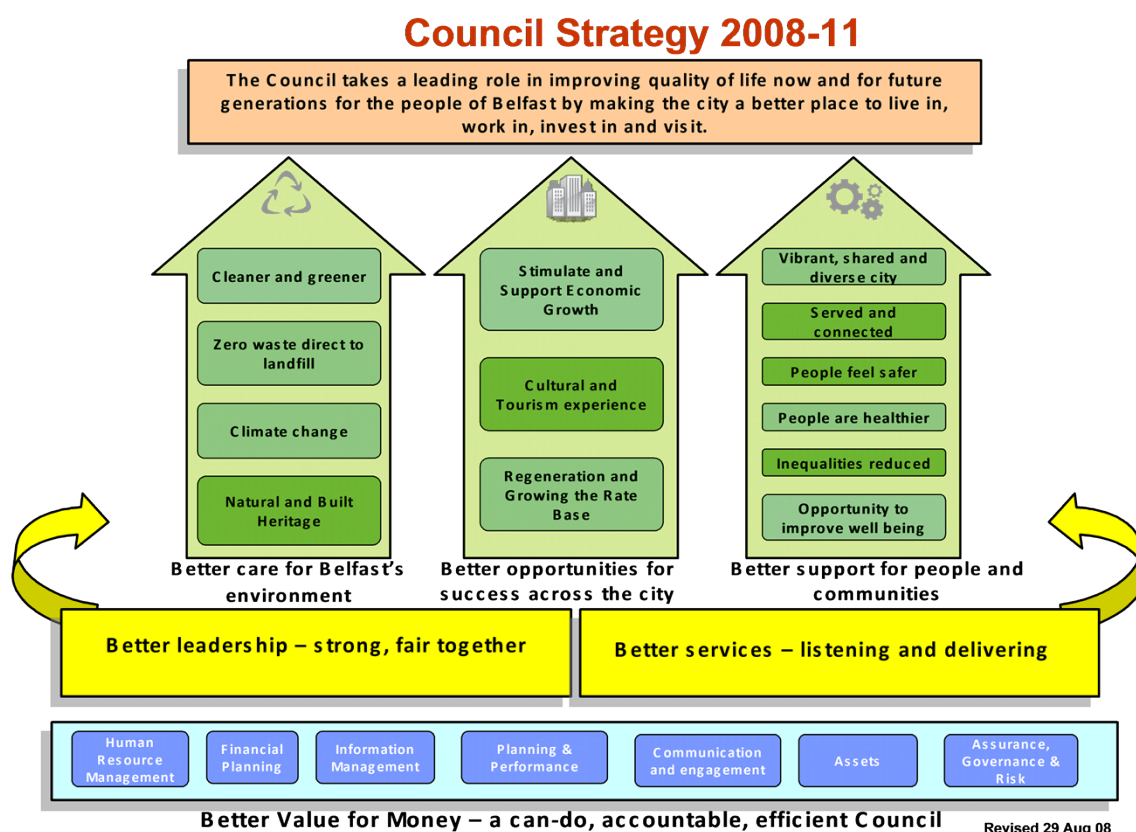 Council Strategy 2008-11
The Council takes a leading role in improving quality of life now and for future
generations for the people of Belfast by making the city a better place to live in,
work in, invest in and visit.
Cleaner and greener
Zero waste direct to
landfill
Climate change
Natural and Built
Heritage
Better care for Belfast's
environment
Stimulate and
Support Economic
Growth
Cultural and
Tourism experience
Regeneration and
Growing the Rate
Base
Better opportunities for
success across the city
Vibrant, shared and
diverse city
Served and
connected
People feel safer
People are healthier
Inequalities reduced
Opportunity to
improve well being
Better support for people and
communities
Better leadership – strong, fair together
Better services – listening and delivering
Human
Resource
Management
Financial
Planning
Information
Management
Planning &
Performance
Communication
and engagement
Assets
Assurance,
Governance &
Risk
Better Value for Money – a can-do, accountable, efficient Council
Revised 29 Aug 08